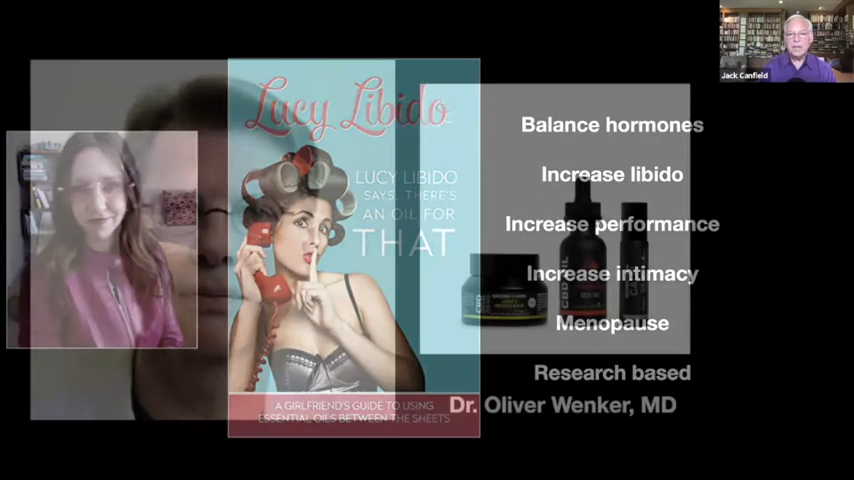 Lucy Libido
LUCY LIBIDO
SAYS THERE'S
AN OIL FOR
THAT
A GIRLFRIEND'S GUIDE TO USING
ESSENTIAL OILS BETWEEN THE SHEETS
Balance hormones
Increase libido
Increase performance
Increase intimacy
Menopause
Research based
Dr. Oliver Wenker, MD
CBD OIL
Jack Canfield